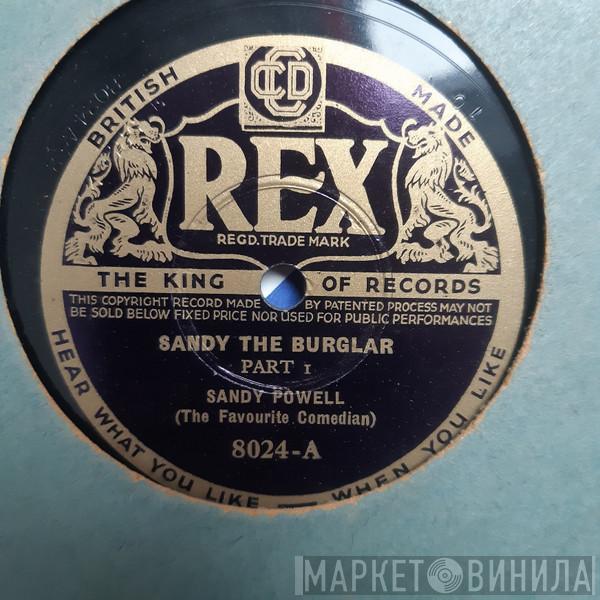 BRITISH MADE
CCD
REX
REGD. TRADE MARK
THE KING OF RECORDS
THIS COPYRIGHT RECORD MADE BY PATENTED PROCESS MAY NOT
BE SOLD BELOW FIXED PRICE NOR USED FOR PUBLIC PERFORMANCES
SANDY THE BURGLAR
PART 1
SANDY POWELL
(The Favourite Comedian)
8024-A
HEAR WHAT YOU LIKE — WHEN YOU LIKE
МАРКЕТ ВИНИЛА